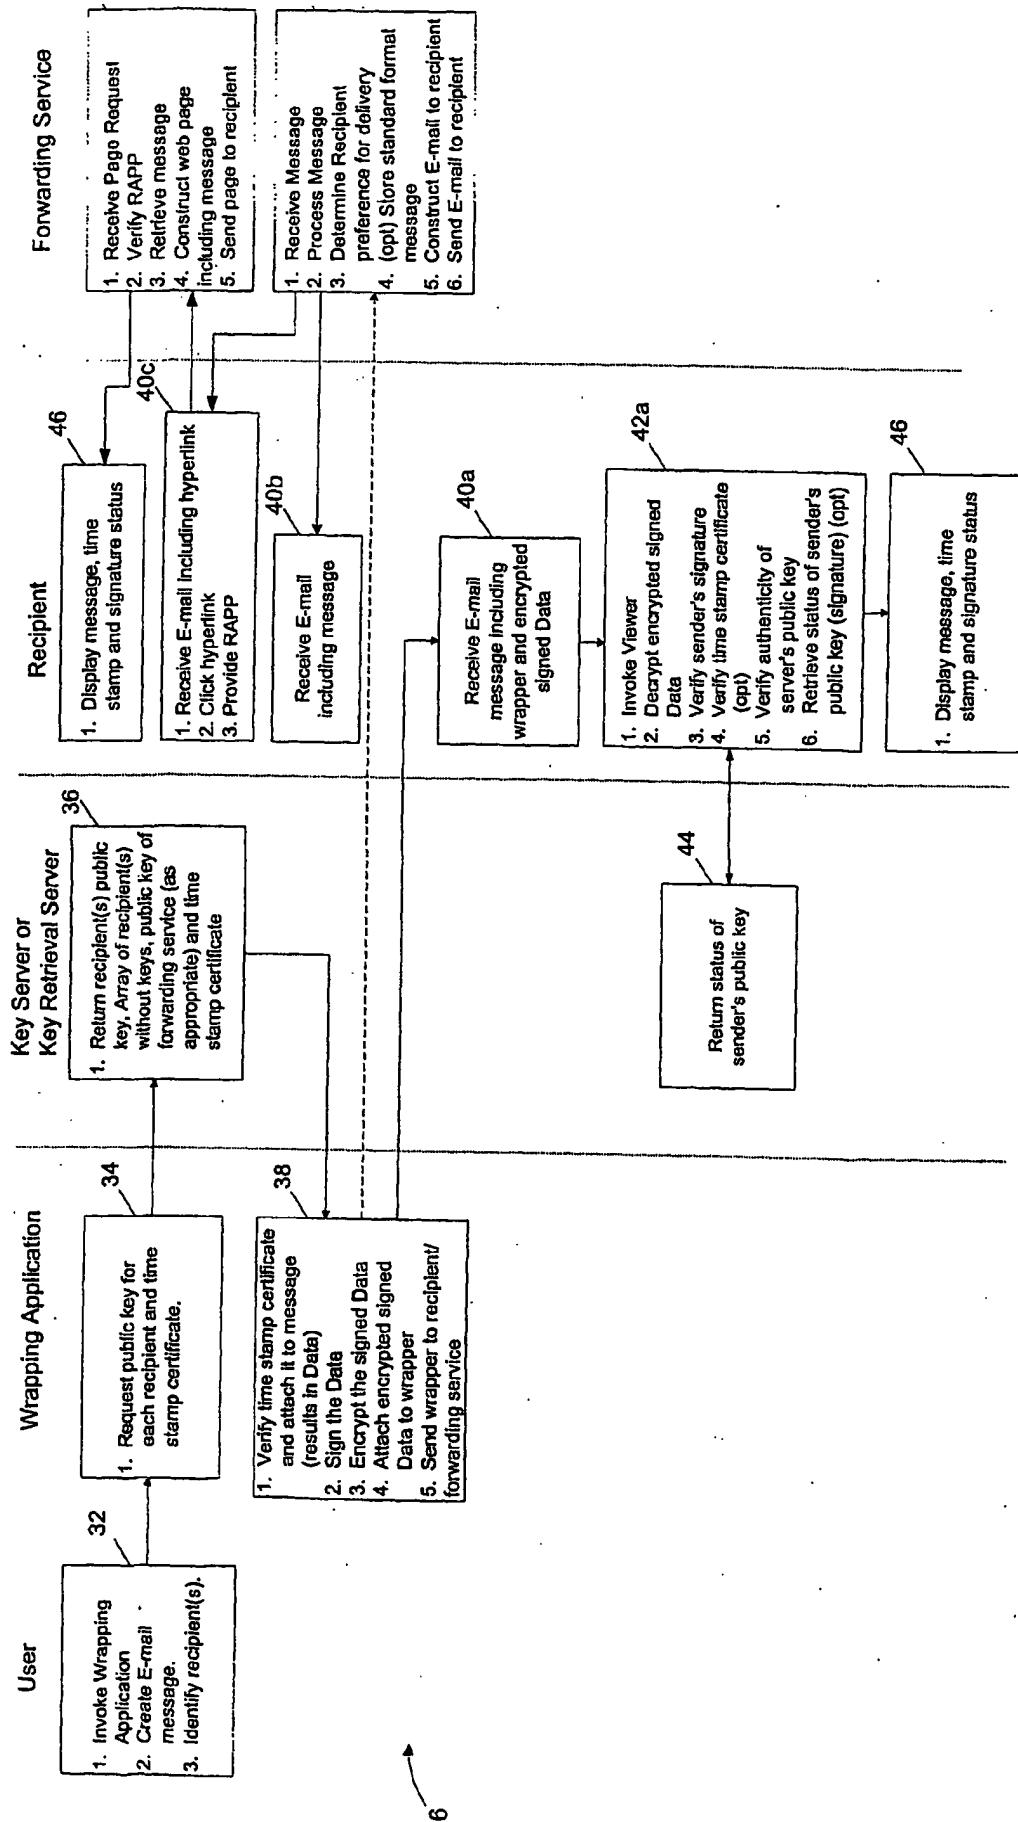 User
Wrapping Application
Key Server or
Key Retrieval Server
Recipient
Forwarding Service
32
1. Invoke Wrapping
Application
2. Create E-mail
message.
3. Identify recipient(s).
34
1. Request public key for
each recipient and time
stamp certificate.
36
1. Return recipient(s) public
key, Array of recipient(s)
without keys, public key of
forwarding service (as
appropriate) and time
stamp certificate
38
1. Verify time stamp certificate
and attach it to message
(results in Data)
2. Sign the Data
3. Encrypt the signed Data
4. Attach encrypted signed
Data to wrapper
5. Send wrapper to recipient/
forwarding service
46
1. Display message, time
stamp and signature status
40c
1. Receive E-mail including hyperlink
2. Click hyperlink
3. Provide RAPP
40b
Receive E-mail
including message
1. Receive Page Request
2. Verify RAPP
3. Retrieve message
4. Construct web page
including message
5. Send page to recipient
1. Receive Message
2. Process Message
3. Determine Recipient
preference for delivery
4. (opt) Store standard format
message
5. Construct E-mail to recipient
6. Send E-mail to recipient
40a
Receive E-mail
message including
wrapper and encrypted
signed Data
42a
1. Invoke Viewer
2. Decrypt encrypted signed
Data
3. Verify sender's signature
4. Verify time stamp certificate
(opt)
5. Verify authenticity of
server's public key
6. Retrieve status of sender's
public key (signature) (opt)
44
Return status of
sender's public key
46
1. Display message, time
stamp and signature status
6